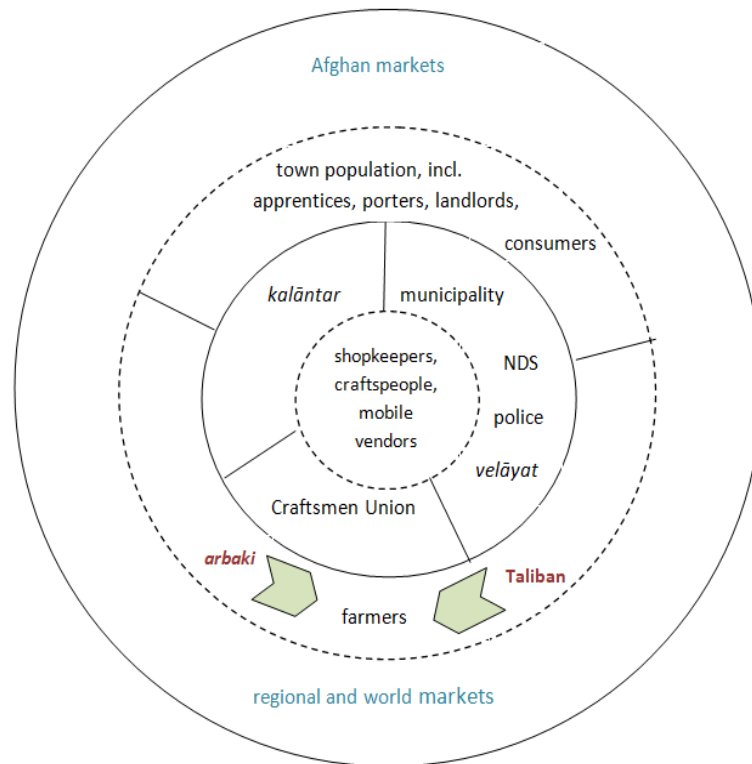 Afghan markets
town population, incl.
apprentices, porters, landlords,
consumers
kalāntar
municipality
shopkeepers,
craftspeople,
mobile
vendors
NDS
police
velāyat
Craftsmen Union
arbaki
Taliban
farmers
regional and world markets